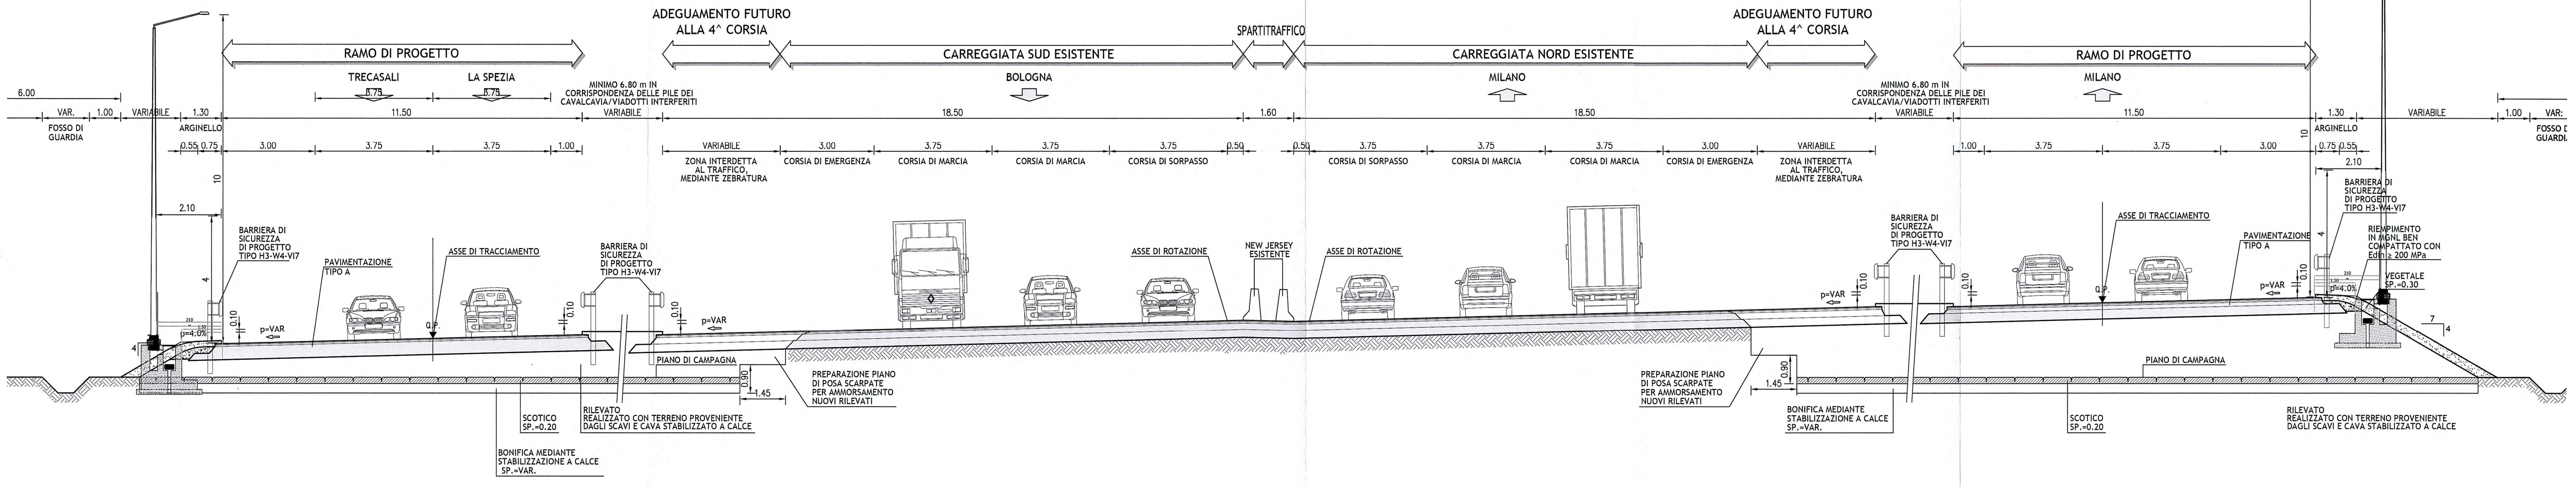 ADEGUAMENTO FUTURO
ALLA 4^ CORSIA
SPARTITRAFFICO
ADEGUAMENTO FUTURO
ALLA 4^ CORSIA
RAMO DI PROGETTO
CARREGGIATA SUD ESISTENTE
CARREGGIATA NORD ESISTENTE
RAMO DI PROGETTO
TRECASALI
LA SPEZIA
BOLOGNA
MILANO
MILANO
MINIMO 6.80 m IN
CORRISPONDENZA DELLE PILE DEI
CAVALCAVIA/VIADOTTI INTERFERITI
MINIMO 6.80 m IN
CORRISPONDENZA DELLE PILE DEI
CAVALCAVIA/VIADOTTI INTERFERITI
6.00
3.75
3.75
VAR.
1.00
VARIABILE
1.30
11.50
VARIABILE
18.50
1.60
18.50
VARIABILE
11.50
1.30
VARIABILE
1.00
VAR.
FOSSO DI
GUARDIA
ARGINELLO
ARGINELLO
FOSSO D
GUARDI
10
10
0.55
0.75
3.00
3.75
3.75
1.00
VARIABILE
3.00
3.75
3.75
3.75
0.50
0.50
3.75
3.75
3.75
3.00
VARIABILE
1.00
3.75
3.75
3.00
0.75
0.55
ZONA INTERDETTA
AL TRAFFICO,
MEDIANTE ZEBRATURA
CORSIA DI EMERGENZA
CORSIA DI MARCIA
CORSIA DI MARCIA
CORSIA DI SORPASSO
CORSIA DI SORPASSO
CORSIA DI MARCIA
CORSIA DI MARCIA
CORSIA DI EMERGENZA
ZONA INTERDETTA
AL TRAFFICO,
MEDIANTE ZEBRATURA
2.10
2.10
4
4
BARRIERA DI
SICUREZZA
DI PROGETTO
TIPO H3-W4-VI7
PAVIMENTAZIONE
TIPO A
ASSE DI TRACCIAMENTO
BARRIERA DI
SICUREZZA
DI PROGETTO
TIPO H3-W4-VI7
ASSE DI ROTAZIONE
NEW JERSEY
ESISTENTE
ASSE DI ROTAZIONE
BARRIERA DI
SICUREZZA
DI PROGETTO
TIPO H3-W4-VI7
ASSE DI TRACCIAMENTO
PAVIMENTAZIONE
TIPO A
BARRIERA DI
SICUREZZA
DI PROGETTO
TIPO H3-W4-VI7
RIEMPIMENTO
IN MGNL BEN
COMPATTATO CON
Edin ≥ 200 MPa
VEGETALE
SP.=0.30
p=4.0%
0.10
p=VAR
Q.P.
0.10
0.10
p=VAR
0.10
p=VAR
0.10
Q.P.
p=VAR
0.10
p=4.0%
4
7
4
PIANO DI CAMPAGNA
0.90
1.45
PREPARAZIONE PIANO
DI POSA SCARPATE
PER AMMORSAMENTO
NUOVI RILEVATI
PREPARAZIONE PIANO
DI POSA SCARPATE
PER AMMORSAMENTO
NUOVI RILEVATI
0.90
1.45
PIANO DI CAMPAGNA
SCOTICO
SP.=0.20
RILEVATO
REALIZZATO CON TERRENO PROVENIENTE
DAGLI SCAVI E CAVA STABILIZZATO A CALCE
BONIFICA MEDIANTE
STABILIZZAZIONE A CALCE
SP.=VAR.
BONIFICA MEDIANTE
STABILIZZAZIONE A CALCE
SP.=VAR.
SCOTICO
SP.=0.20
RILEVATO
REALIZZATO CON TERRENO PROVENIENTE
DAGLI SCAVI E CAVA STABILIZZATO A CALCE